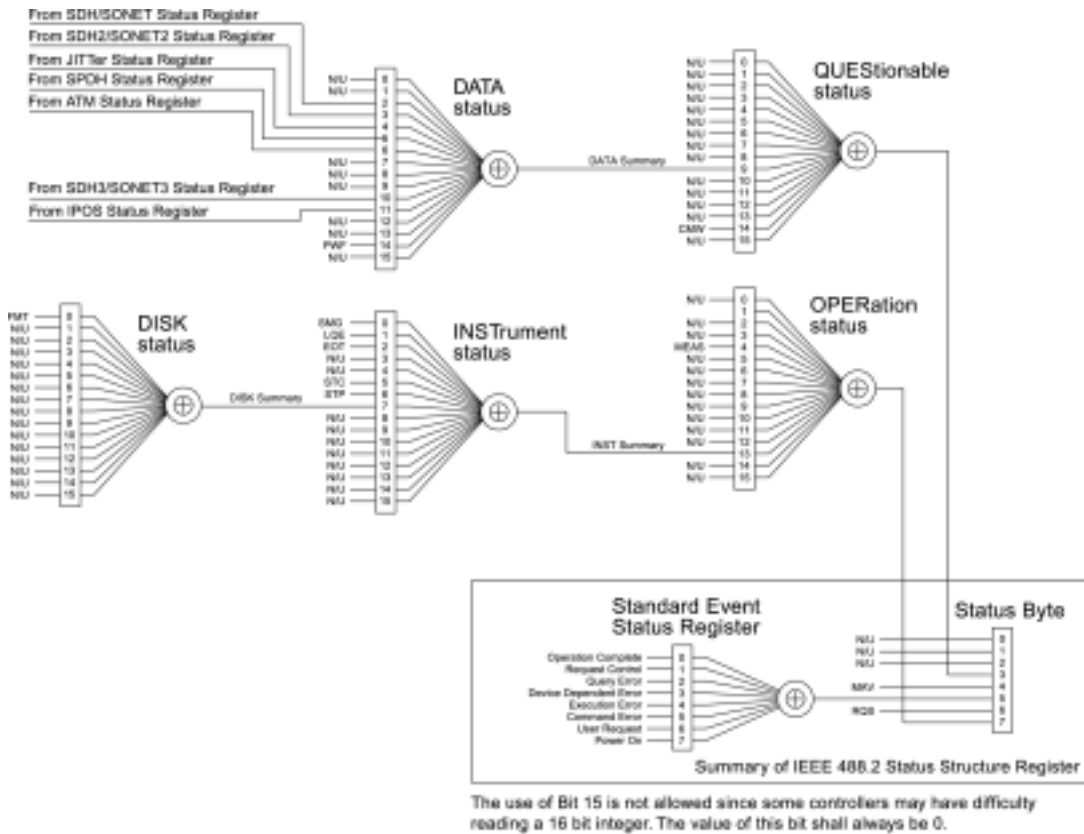 From SDH/SONET Status Register
From SDH2/SONET2 Status Register
From JITTer Status Register
From SPDH Status Register
From ATM Status Register
From SDH3/SONET3 Status Register
From IPOS Status Register
N/U 0
N/U 1
2
3
4
5
6
N/U 7
N/U 8
N/U 9
10
11
N/U 12
N/U 13
PWF 14
N/U 15
DATA
status
DATA Summary
N/U 0
N/U 1
N/U 2
N/U 3
N/U 4
N/U 5
N/U 6
N/U 7
N/U 8
9
N/U 10
N/U 11
N/U 12
N/U 13
CMW 14
N/U 15
QUEStionable
status
FMT 0
N/U 1
N/U 2
N/U 3
N/U 4
N/U 5
N/U 6
N/U 7
N/U 8
N/U 9
N/U 10
N/U 11
N/U 12
N/U 13
N/U 14
N/U 15
DISK
status
DISK Summary
SMG 0
LQE 1
EOT 2
N/U 3
N/U 4
STC 5
STP 6
7
N/U 8
N/U 9
N/U 10
N/U 11
N/U 12
N/U 13
N/U 14
N/U 15
INSTrument
status
INST Summary
N/U 0
1
N/U 2
N/U 3
MEAS 4
N/U 5
N/U 6
N/U 7
N/U 8
N/U 9
N/U 10
N/U 11
N/U 12
13
N/U 14
N/U 15
OPERation
status
Standard Event
Status Register
Operation Complete 0
Request Control 1
Query Error 2
Device Dependent Error 3
Execution Error 4
Command Error 5
User Request 6
Power On 7
Status Byte
N/U 0
N/U 1
N/U 2
3
MAV 4
5
RQS 6
7
Summary of IEEE 488.2 Status Structure Register
The use of Bit 15 is not allowed since some controllers may have difficulty
reading a 16 bit integer. The value of this bit shall always be 0.